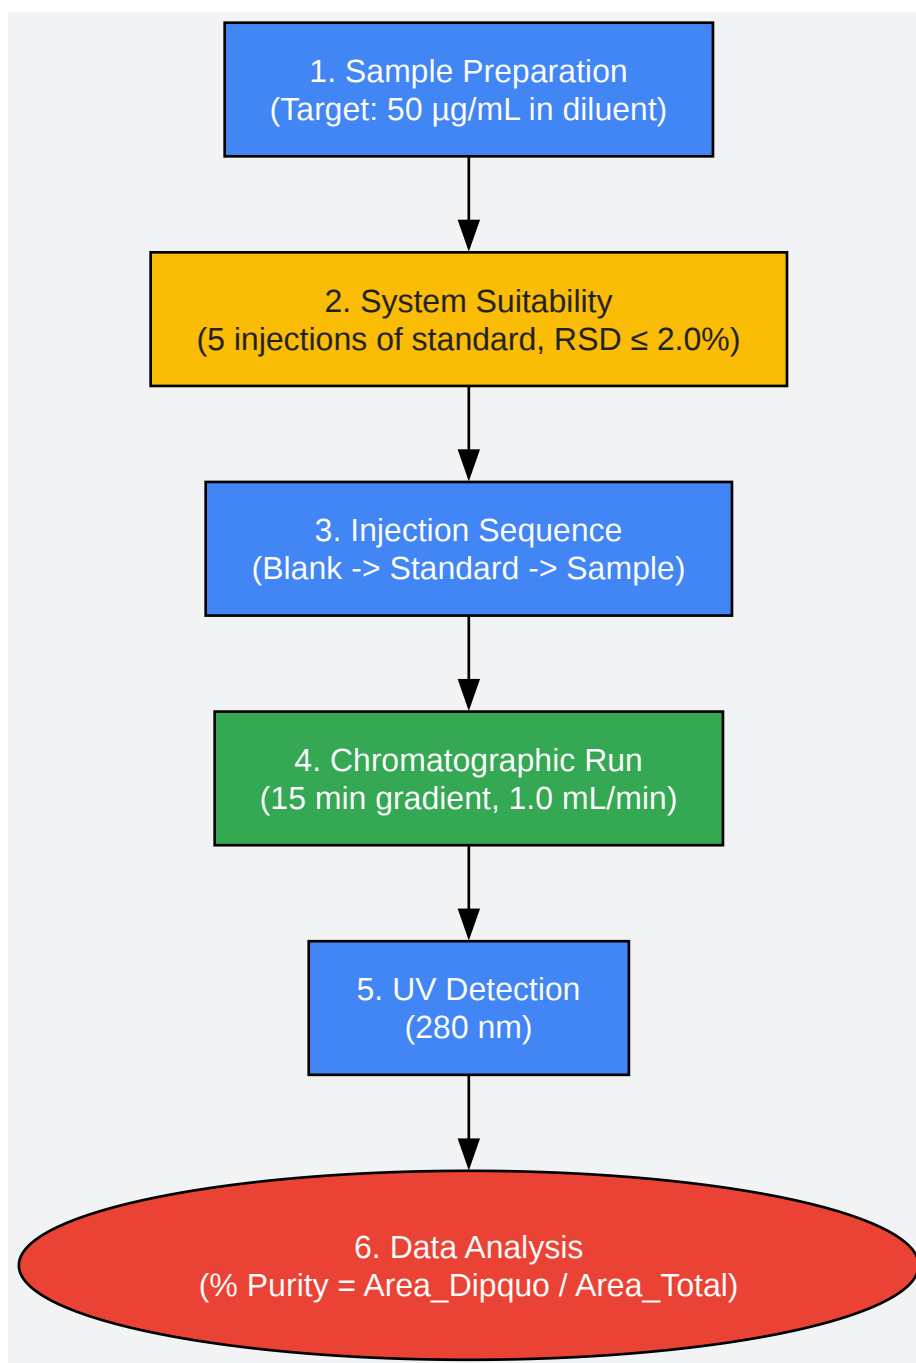 1. Sample Preparation
(Target: 50 µg/mL in diluent)
2. System Suitability
(5 injections of standard, RSD ≤ 2.0%)
3. Injection Sequence
(Blank -> Standard -> Sample)
4. Chromatographic Run
(15 min gradient, 1.0 mL/min)
5. UV Detection
(280 nm)
6. Data Analysis
(% Purity = Area_Dipquo / Area_Total)